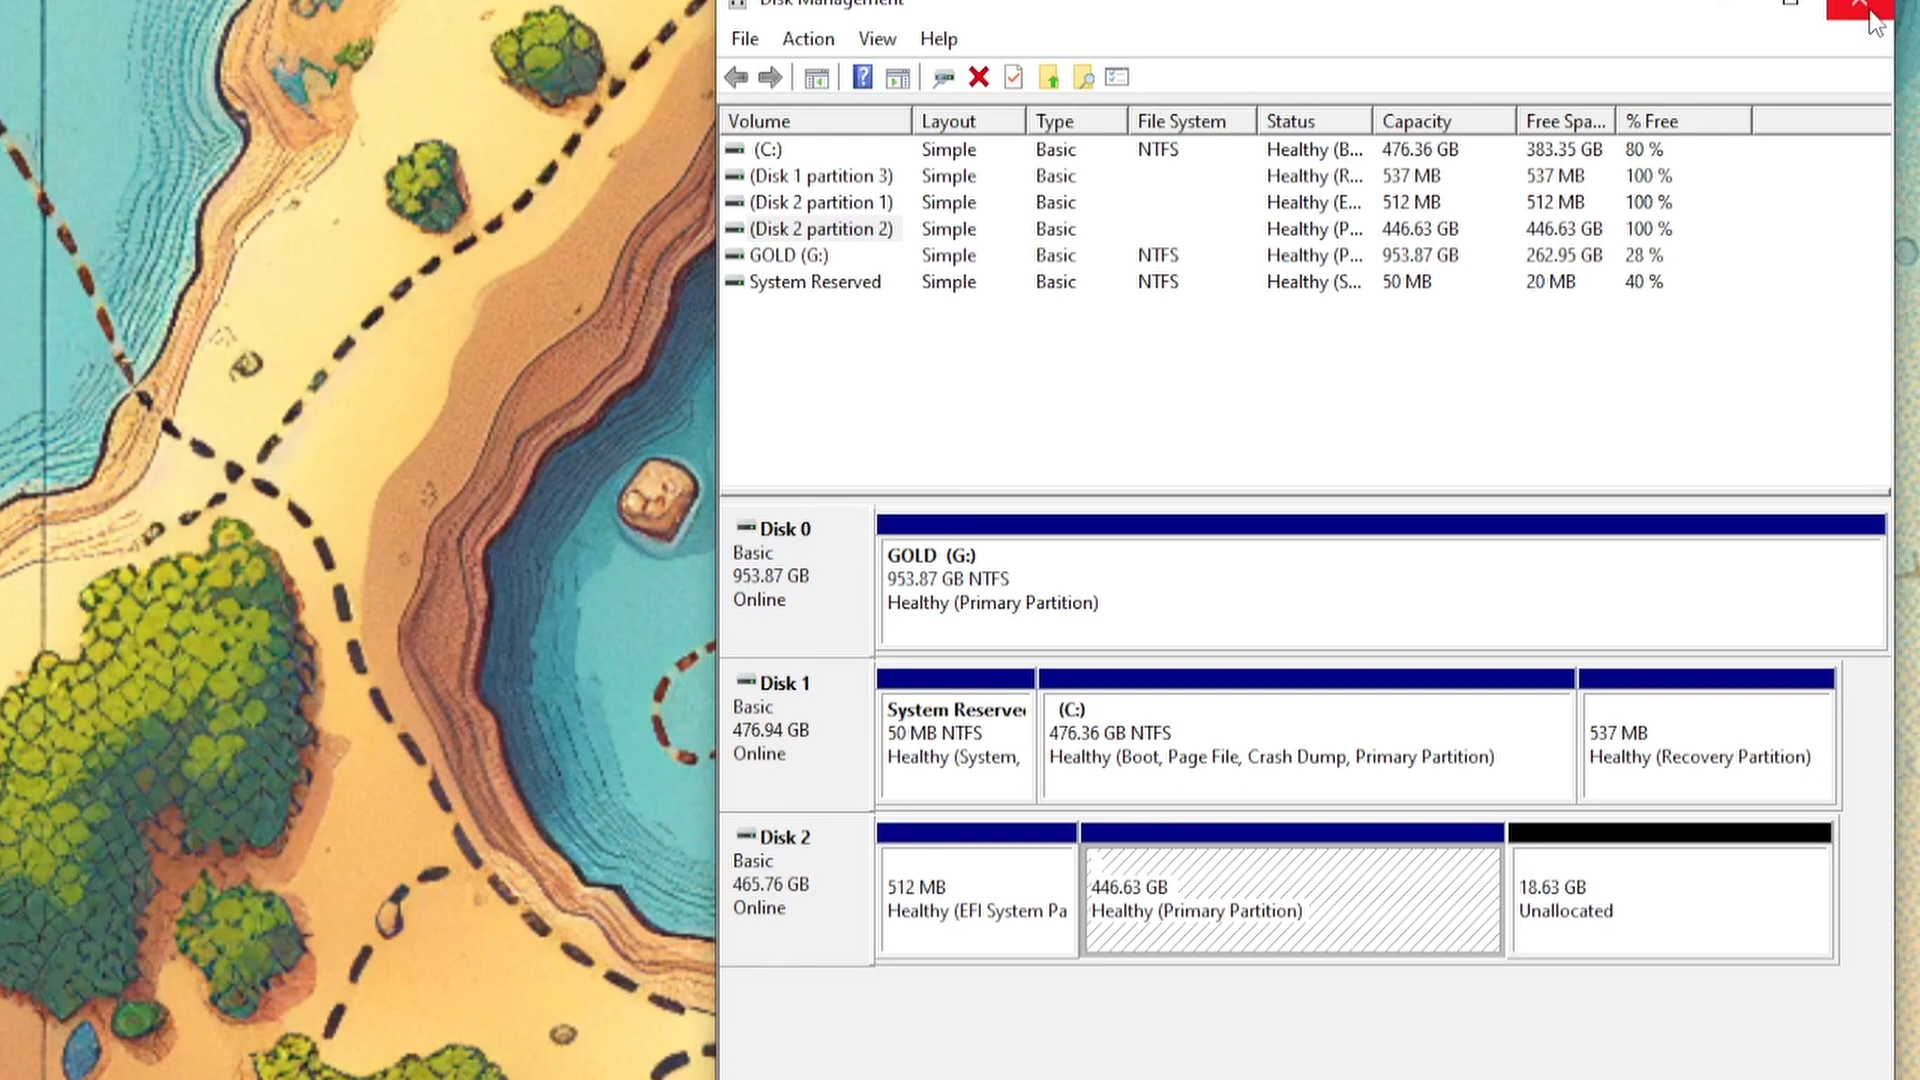 Disk Management
File Action View Help
Volume Layout Type File System Status Capacity Free Spa... % Free
(C:) Simple Basic NTFS Healthy (B... 476.36 GB 383.35 GB 80 %
(Disk 1 partition 3) Simple Basic Healthy (R... 537 MB 537 MB 100 %
(Disk 2 partition 1) Simple Basic Healthy (E... 512 MB 512 MB 100 %
(Disk 2 partition 2) Simple Basic Healthy (P... 446.63 GB 446.63 GB 100 %
GOLD (G:) Simple Basic NTFS Healthy (P... 953.87 GB 262.95 GB 28 %
System Reserved Simple Basic NTFS Healthy (S... 50 MB 20 MB 40 %
Disk 0
Basic
953.87 GB
Online
GOLD (G:)
953.87 GB NTFS
Healthy (Primary Partition)
Disk 1
Basic
476.94 GB
Online
System Reserve
50 MB NTFS
Healthy (System,
(C:)
476.36 GB NTFS
Healthy (Boot, Page File, Crash Dump, Primary Partition)
537 MB
Healthy (Recovery Partition)
Disk 2
Basic
465.76 GB
Online
512 MB
Healthy (EFI System Pa
446.63 GB
Healthy (Primary Partition)
18.63 GB
Unallocated